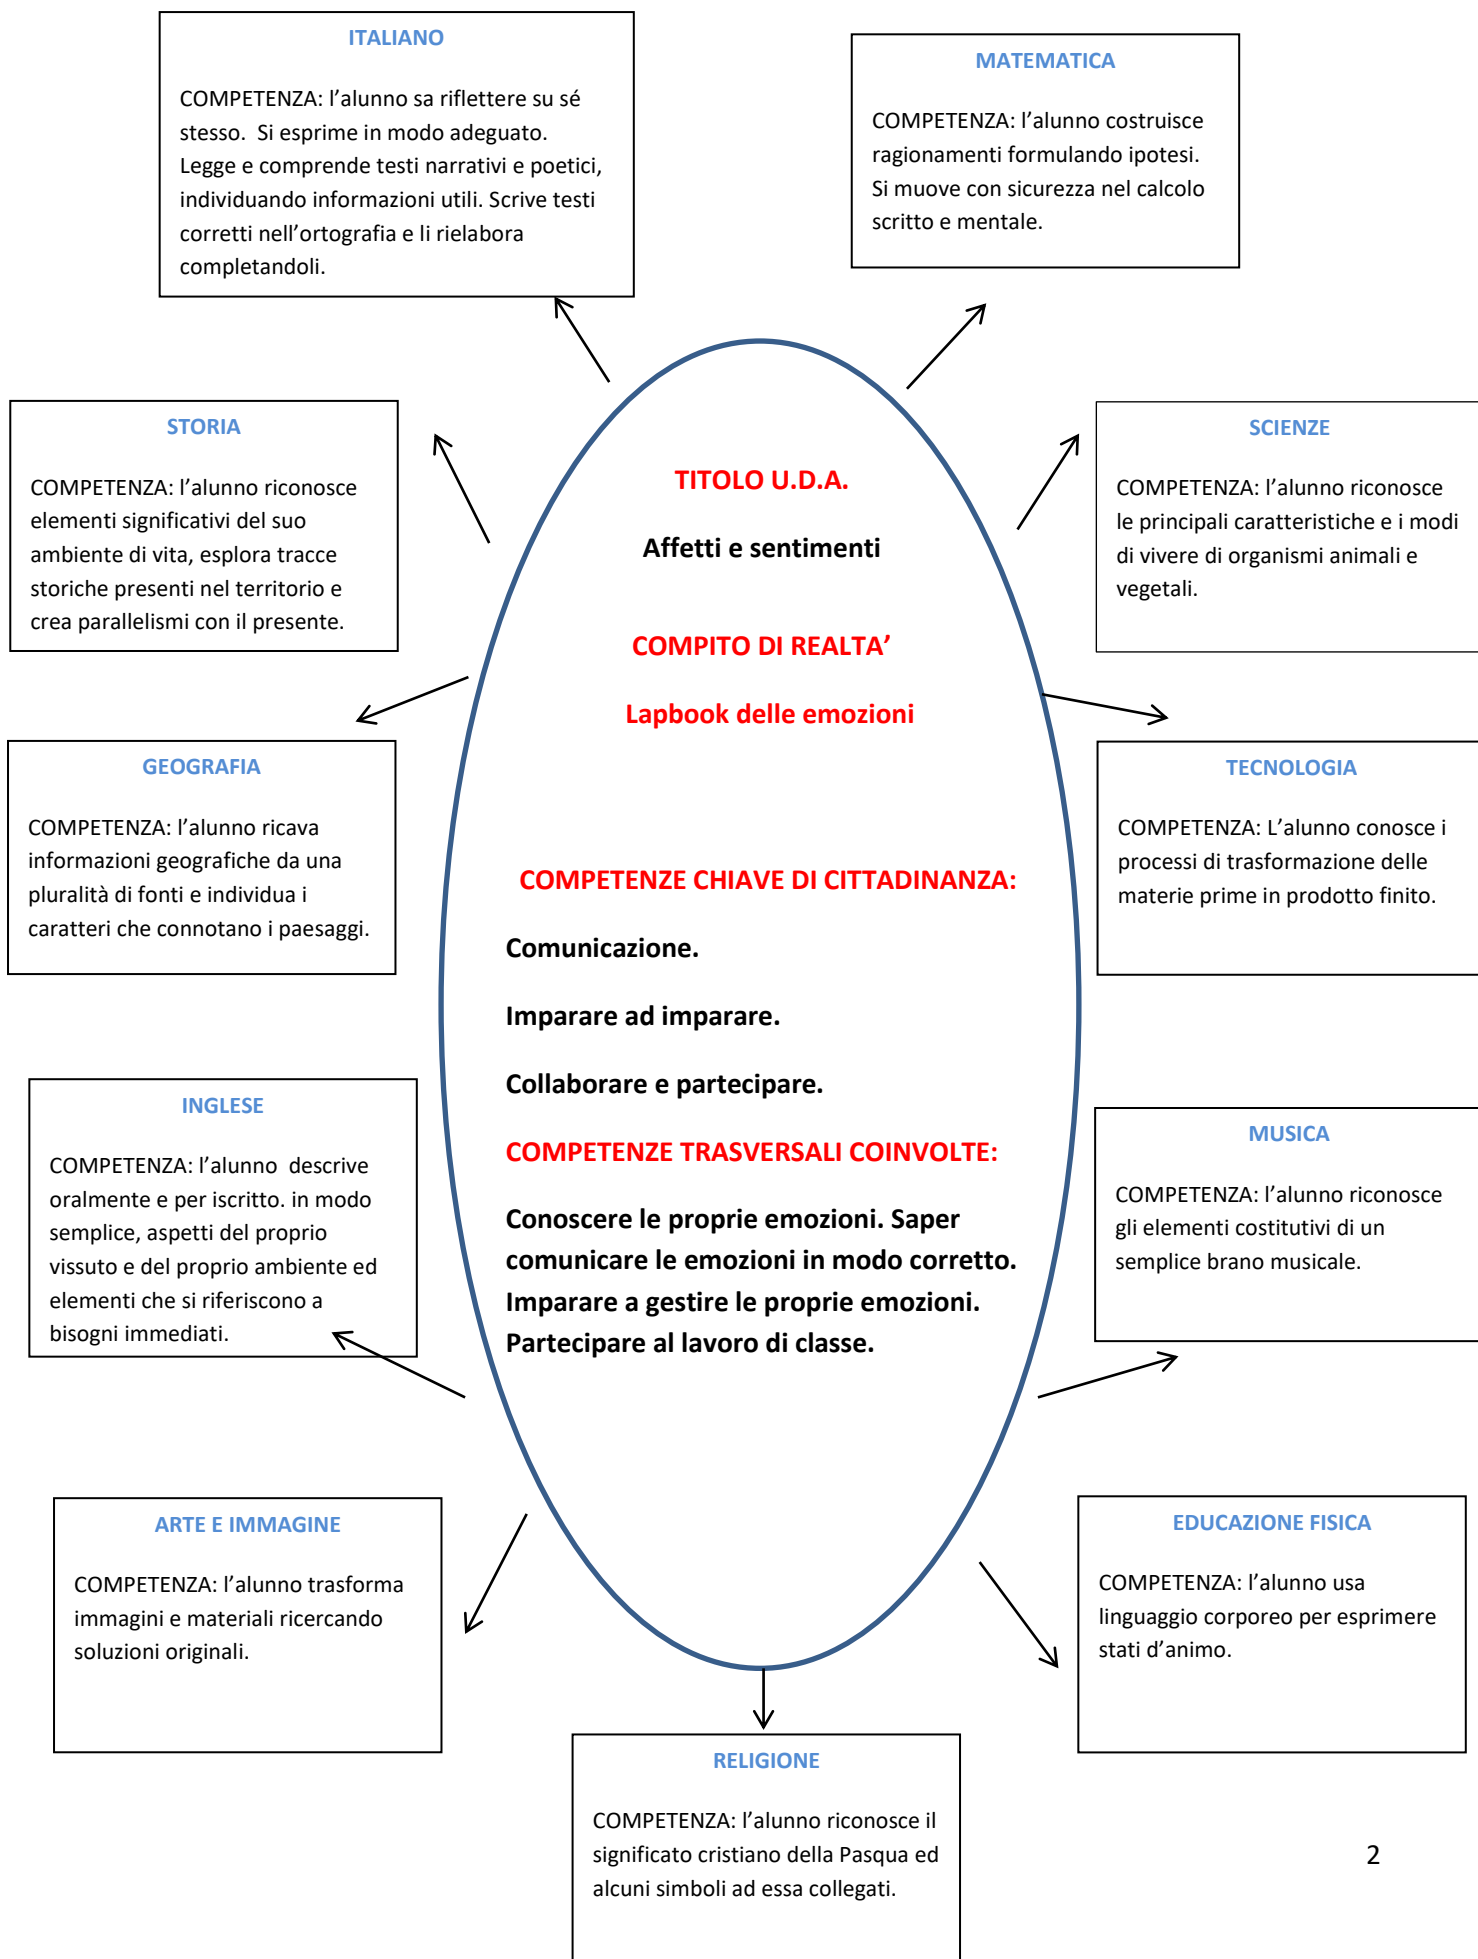 ITALIANO
COMPETENZA: l’alunno sa riflettere su sé
stesso.  Si esprime in modo adeguato.
Legge e comprende testi narrativi e poetici,
individuando informazioni utili. Scrive testi
corretti nell’ortografia e li rielabora
completandoli.
MATEMATICA
COMPETENZA: l’alunno costruisce
ragionamenti formulando ipotesi.
Si muove con sicurezza nel calcolo
scritto e mentale.
STORIA
COMPETENZA: l’alunno riconosce
elementi significativi del suo
ambiente di vita, esplora tracce
storiche presenti nel territorio e
crea parallelismi con il presente.
TITOLO U.D.A.
Affetti e sentimenti
COMPITO DI REALTA’
Lapbook delle emozioni
COMPETENZE CHIAVE DI CITTADINANZA:
Comunicazione.
Imparare ad imparare.
Collaborare e partecipare.
COMPETENZE TRASVERSALI COINVOLTE:
Conoscere le proprie emozioni. Saper
comunicare le emozioni in modo corretto.
Imparare a gestire le proprie emozioni.
Partecipare al lavoro di classe.
SCIENZE
COMPETENZA: l’alunno riconosce
le principali caratteristiche e i modi
di vivere di organismi animali e
vegetali.
GEOGRAFIA
COMPETENZA: l’alunno ricava
informazioni geografiche da una
pluralità di fonti e individua i
caratteri che connotano i paesaggi.
TECNOLOGIA
COMPETENZA: L’alunno conosce i
processi di trasformazione delle
materie prime in prodotto finito.
INGLESE
COMPETENZA: l’alunno  descrive
oralmente e per iscritto. in modo
semplice, aspetti del proprio
vissuto e del proprio ambiente ed
elementi che si riferiscono a
bisogni immediati.
MUSICA
COMPETENZA: l’alunno riconosce
gli elementi costitutivi di un
semplice brano musicale.
ARTE E IMMAGINE
COMPETENZA: l’alunno trasforma
immagini e materiali ricercando
soluzioni originali.
EDUCAZIONE FISICA
COMPETENZA: l’alunno usa
linguaggio corporeo per esprimere
stati d’animo.
RELIGIONE
COMPETENZA: l’alunno riconosce il
significato cristiano della Pasqua ed
alcuni simboli ad essa collegati.
2